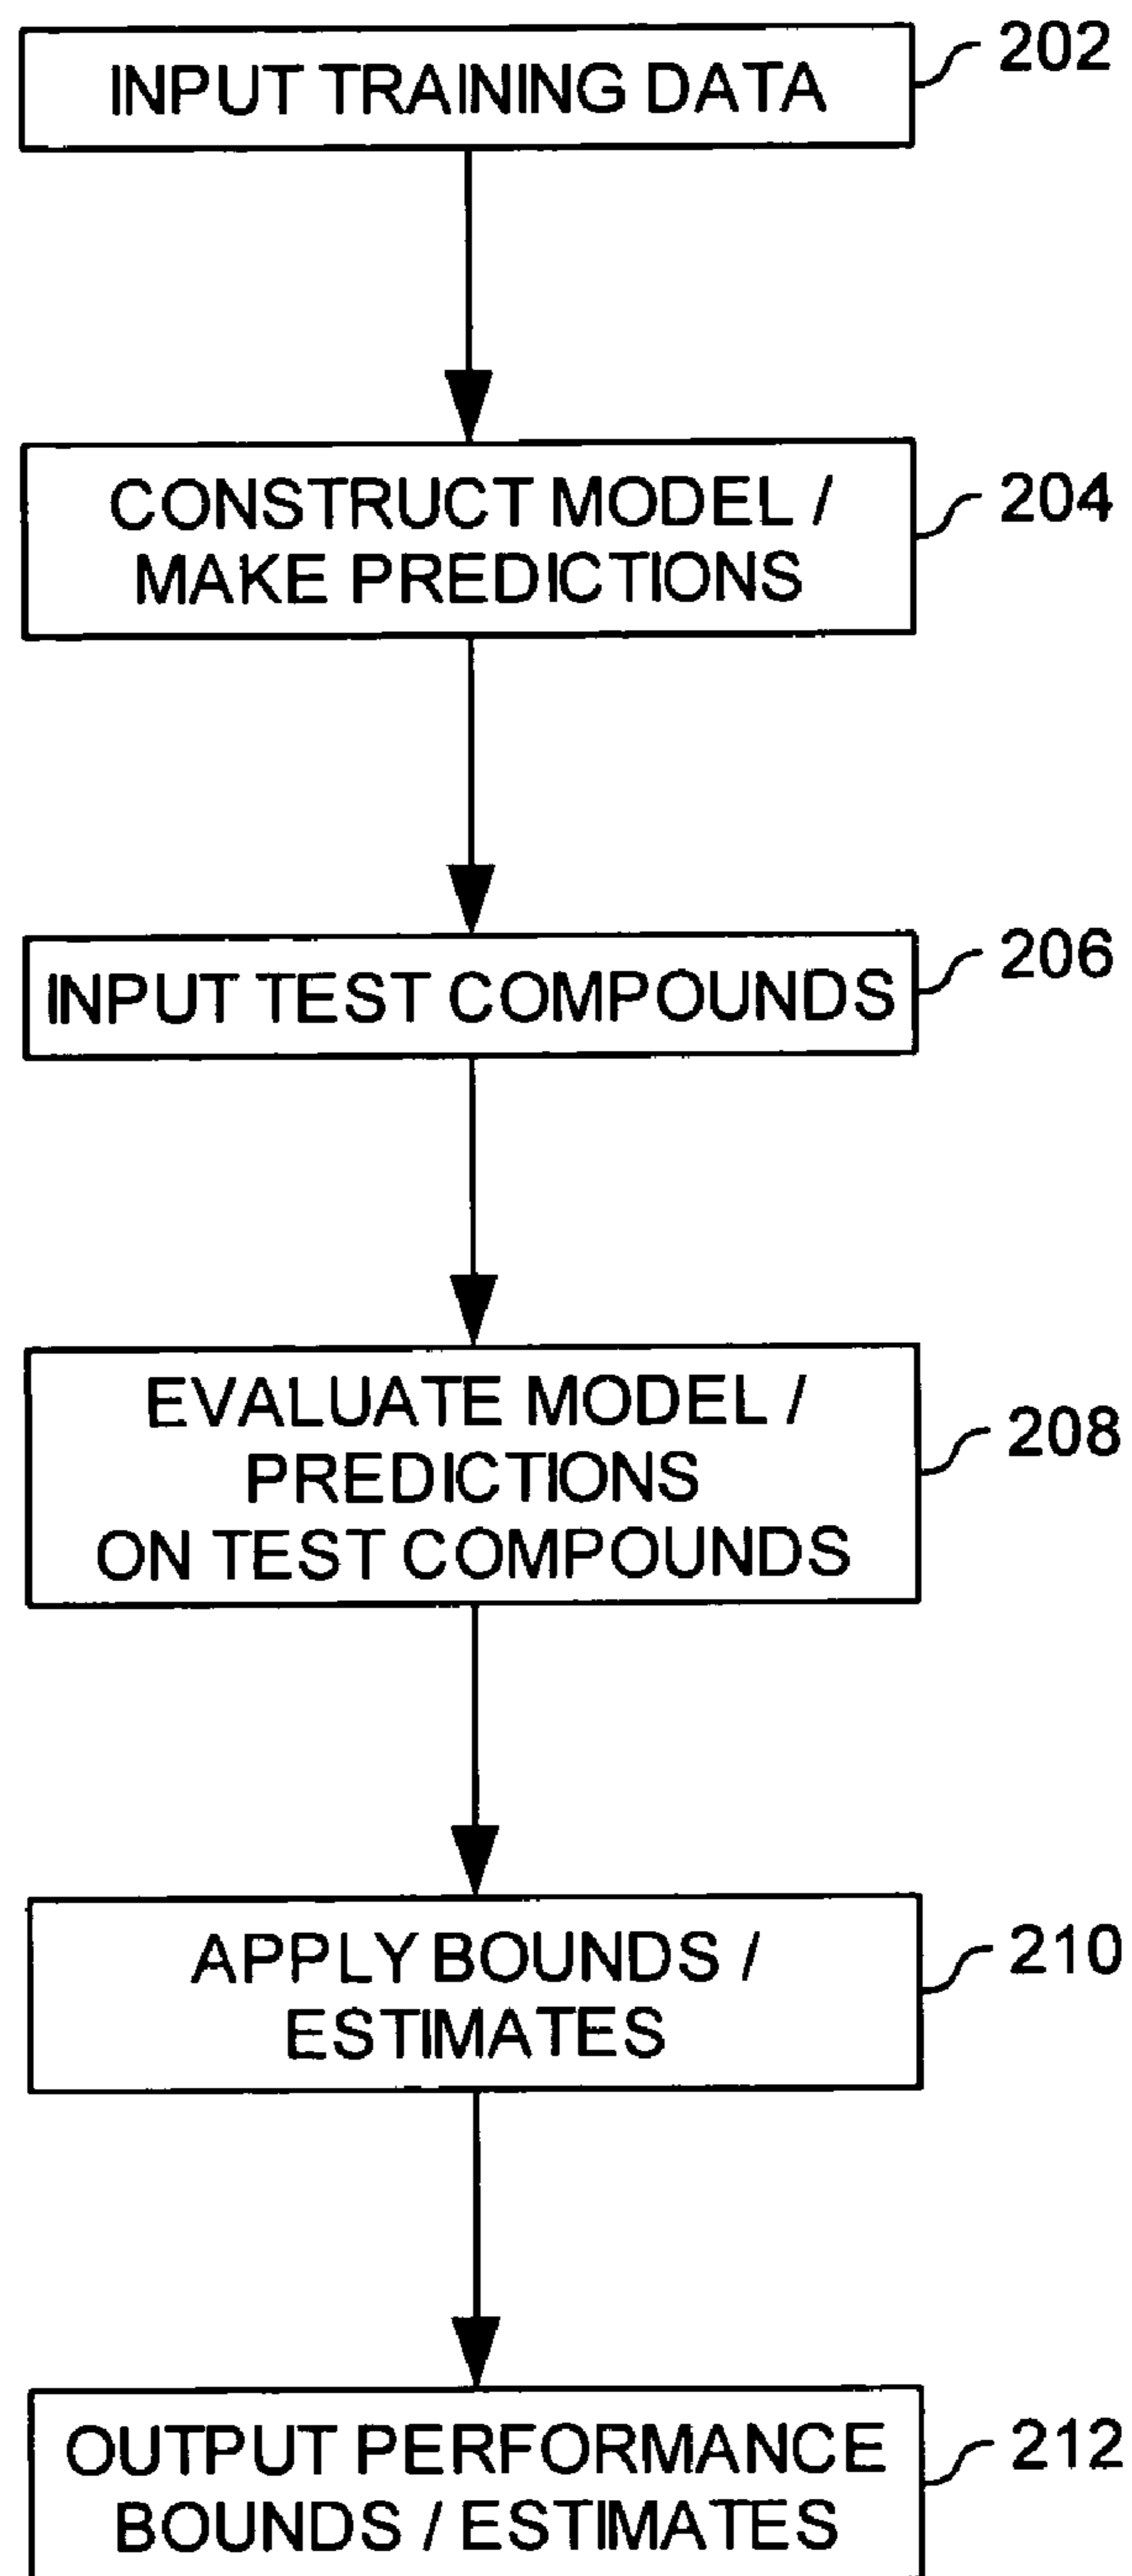 INPUT TRAINING DATA
202
CONSTRUCT MODEL /
MAKE PREDICTIONS
204
INPUT TEST COMPOUNDS
206
EVALUATE MODEL /
PREDICTIONS
ON TEST COMPOUNDS
208
APPLY BOUNDS /
ESTIMATES
210
OUTPUT PERFORMANCE
BOUNDS / ESTIMATES
212